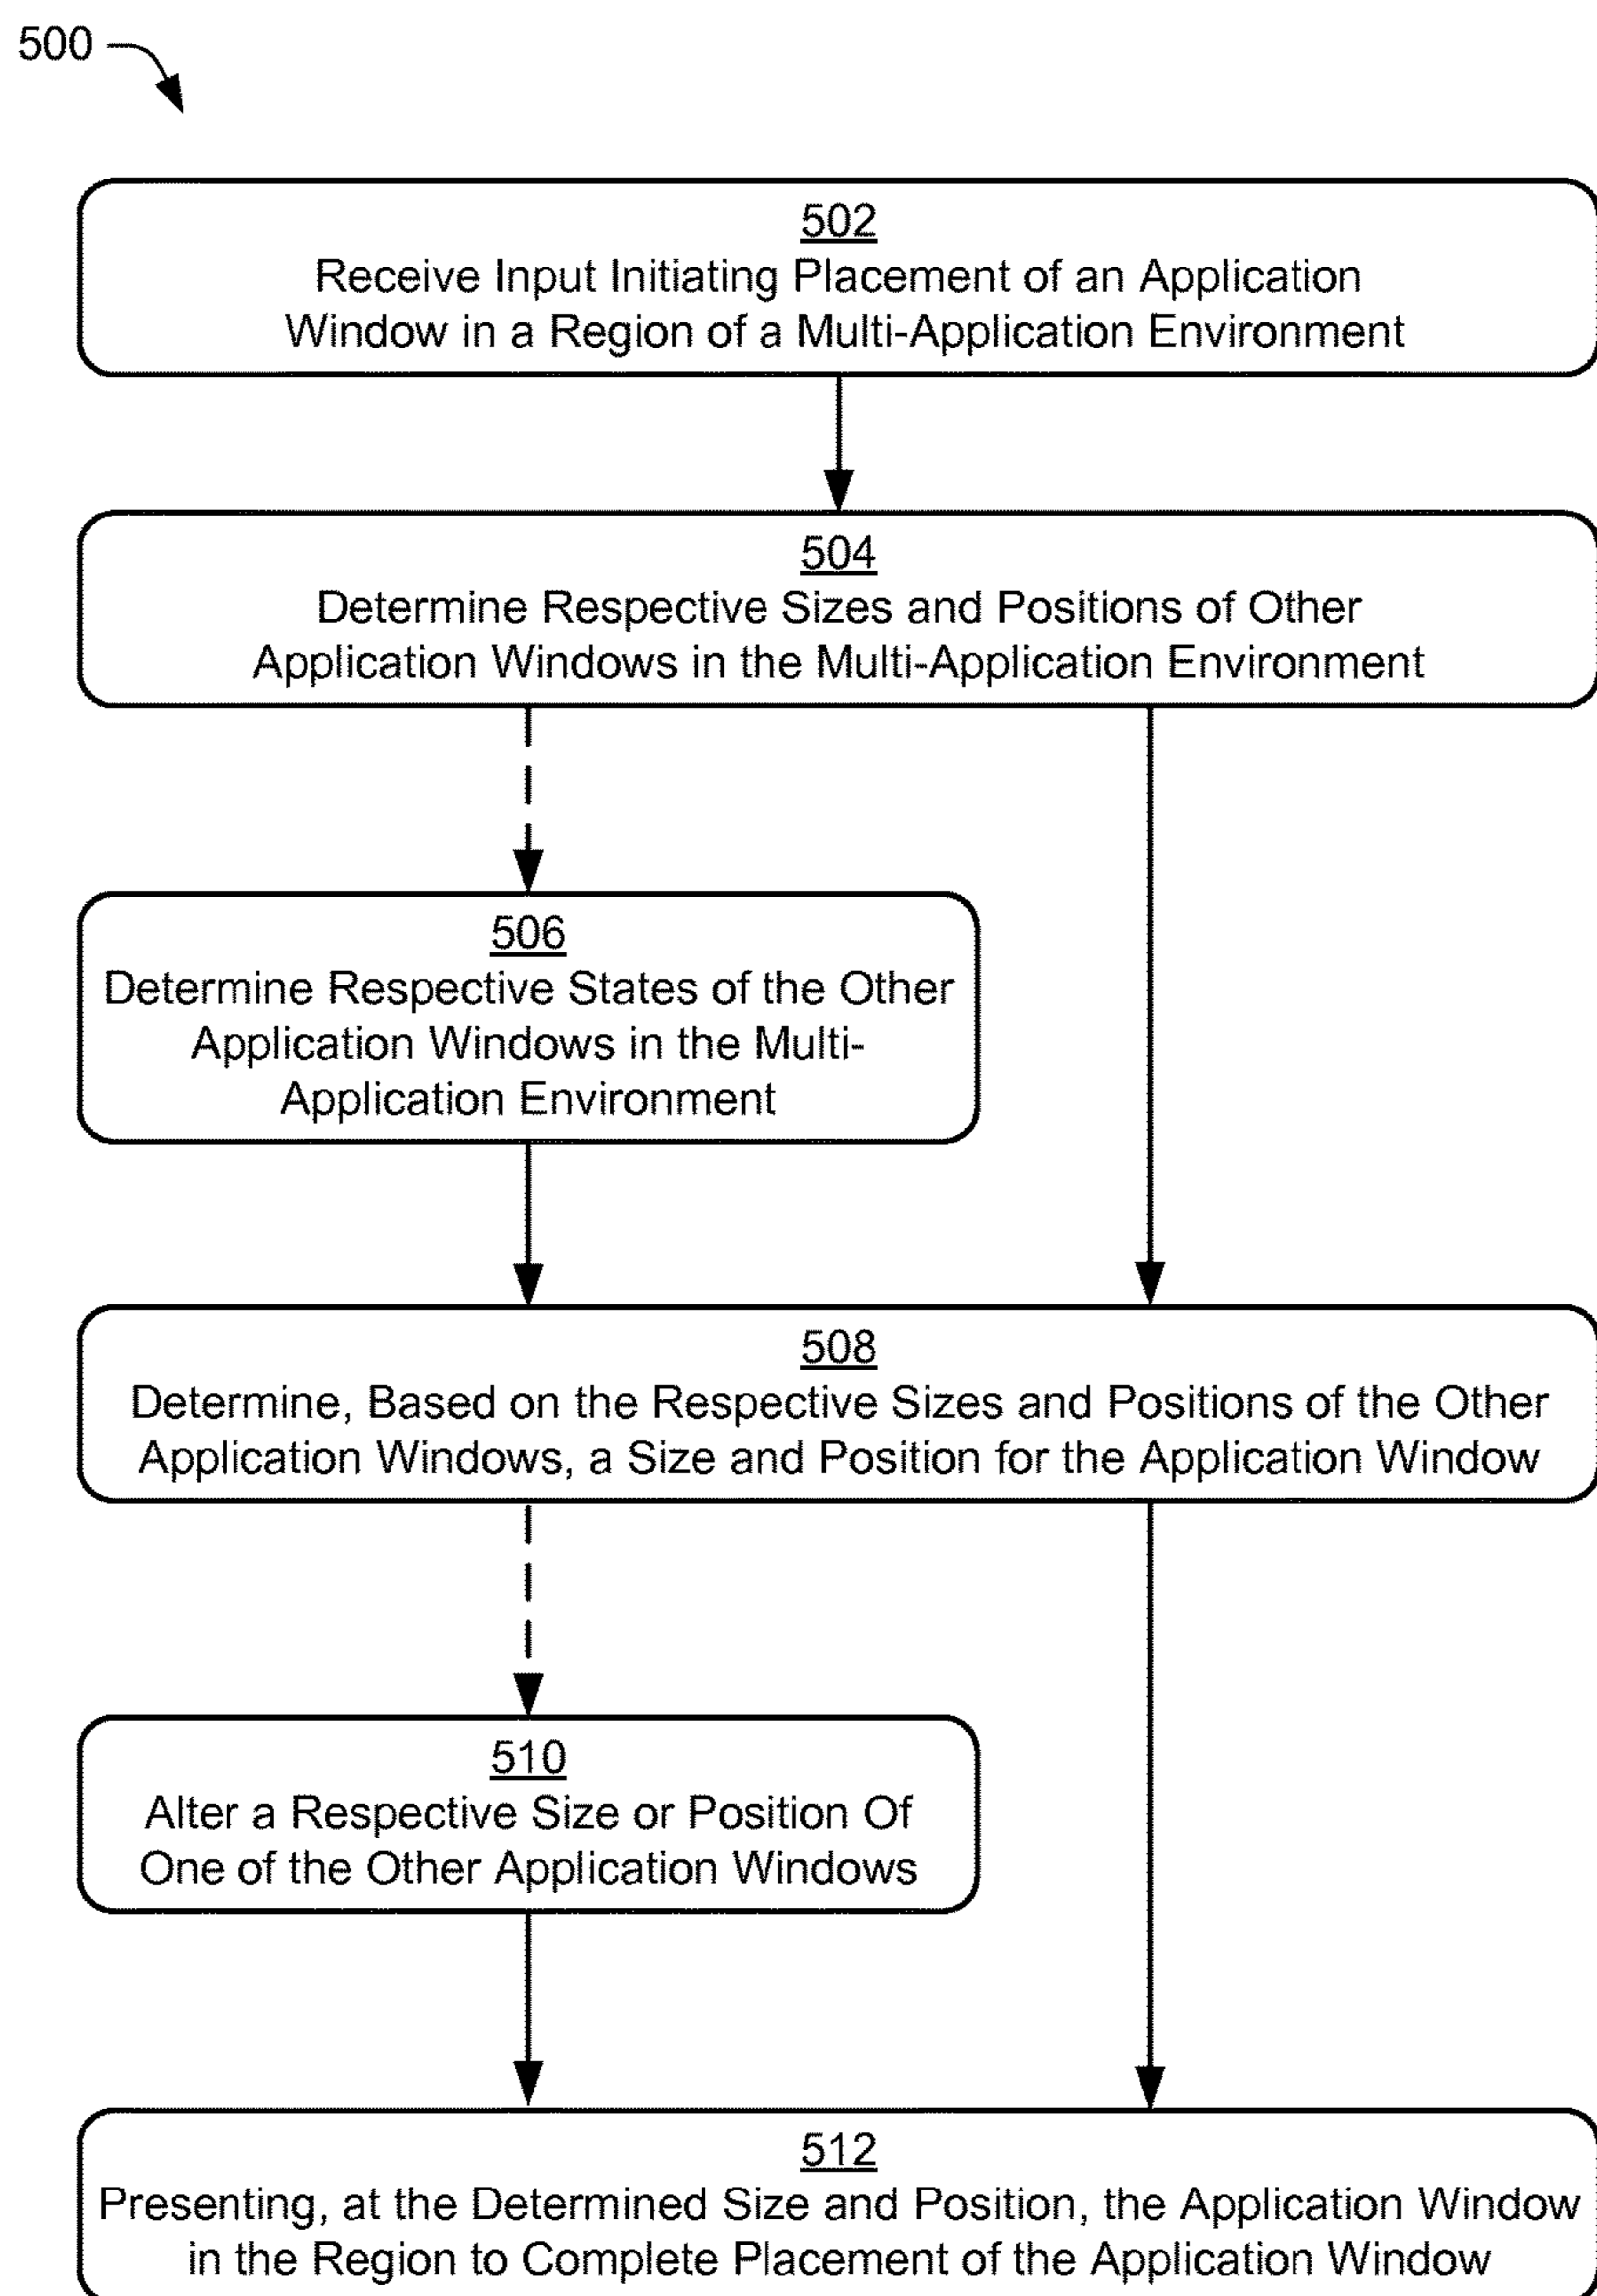 500
502
Receive Input Initiating Placement of an Application
Window in a Region of a Multi-Application Environment
504
Determine Respective Sizes and Positions of Other
Application Windows in the Multi-Application Environment
506
Determine Respective States of the Other
Application Windows in the Multi-
Application Environment
508
Determine, Based on the Respective Sizes and Positions of the Other
Application Windows, a Size and Position for the Application Window
510
Alter a Respective Size or Position Of
One of the Other Application Windows
512
Presenting, at the Determined Size and Position, the Application Window
in the Region to Complete Placement of the Application Window